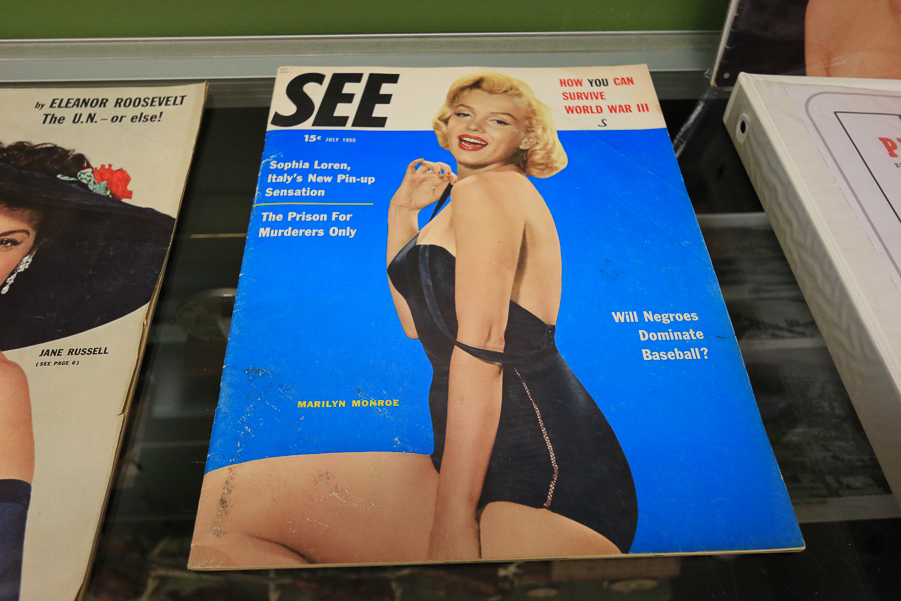 by ELEANOR ROOSEVELT
The U.N. – or else!
JANE RUSSELL
(SEE PAGE 6)
SEE
15¢ JULY 1955
HOW YOU CAN
SURVIVE
WORLD WAR III
S
Sophia Loren,
Italy's New Pin-up
Sensation
The Prison For
Murderers Only
Will Negroes
Dominate
Baseball?
MARILYN MONROE